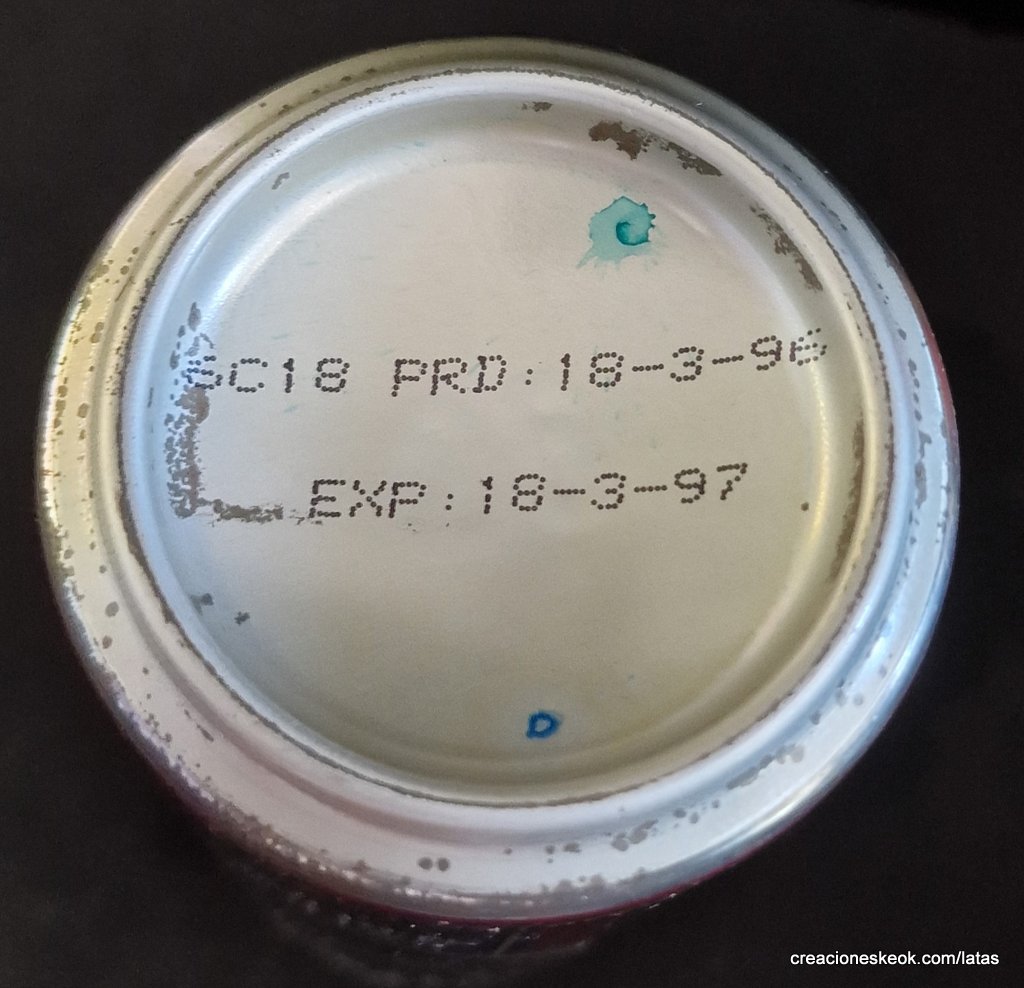 SC18 PRD:18-3-96
EXP:18-3-97
D
creacioneskeok.com/latas